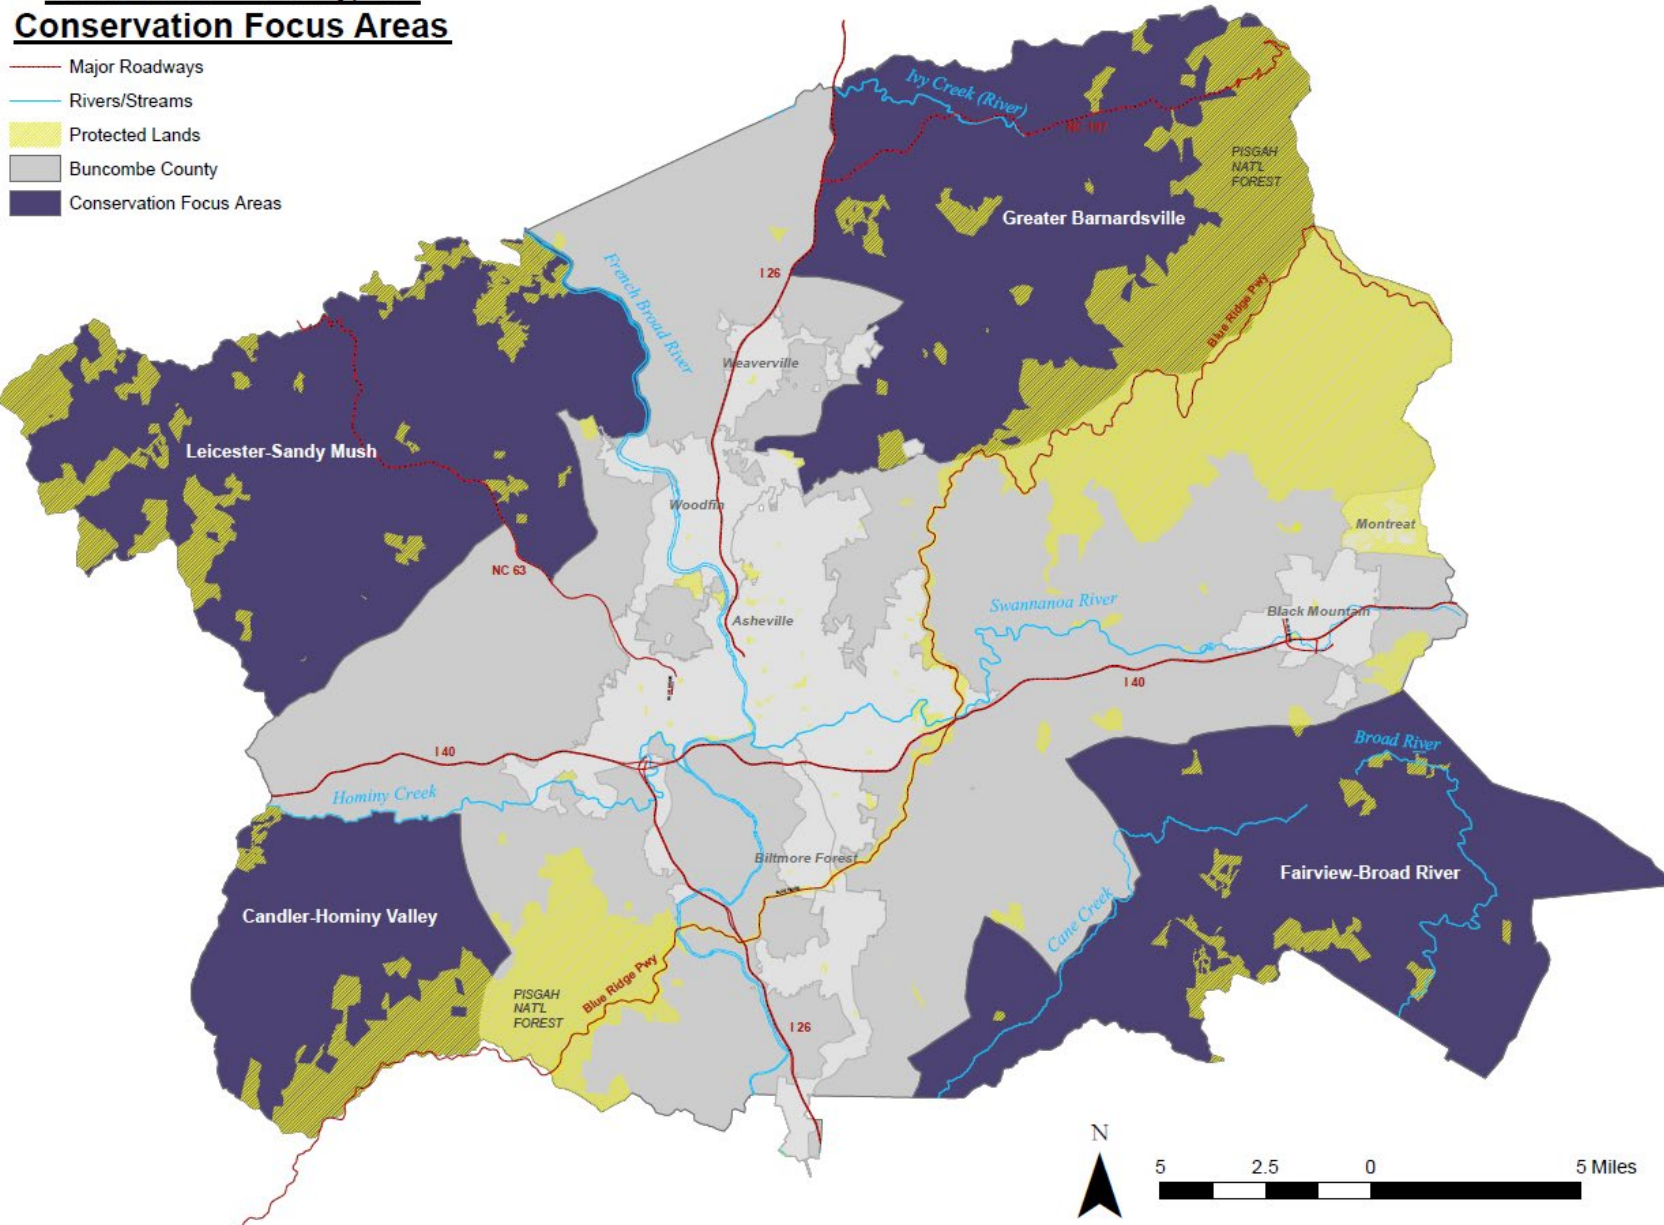 Conservation Focus Areas
Major Roadways
Rivers/Streams
Protected Lands
Buncombe County
Conservation Focus Areas
Ivy Creek (River)
NC 197
PISGAH
NAT'L
FOREST
Greater Barnardsville
I 26
French Broad River
Blue Ridge Pwy
Weaverville
Leicester-Sandy Mush
Woodfin
Montreat
NC 63
Swannanoa River
Black Mountain
Asheville
I 40
I 40
Broad River
Hominy Creek
Biltmore Forest
Fairview-Broad River
Candler-Hominy Valley
Cane Creek
Blue Ridge Pwy
PISGAH
NAT'L
FOREST
I 26
N
5 2.5 0 5 Miles